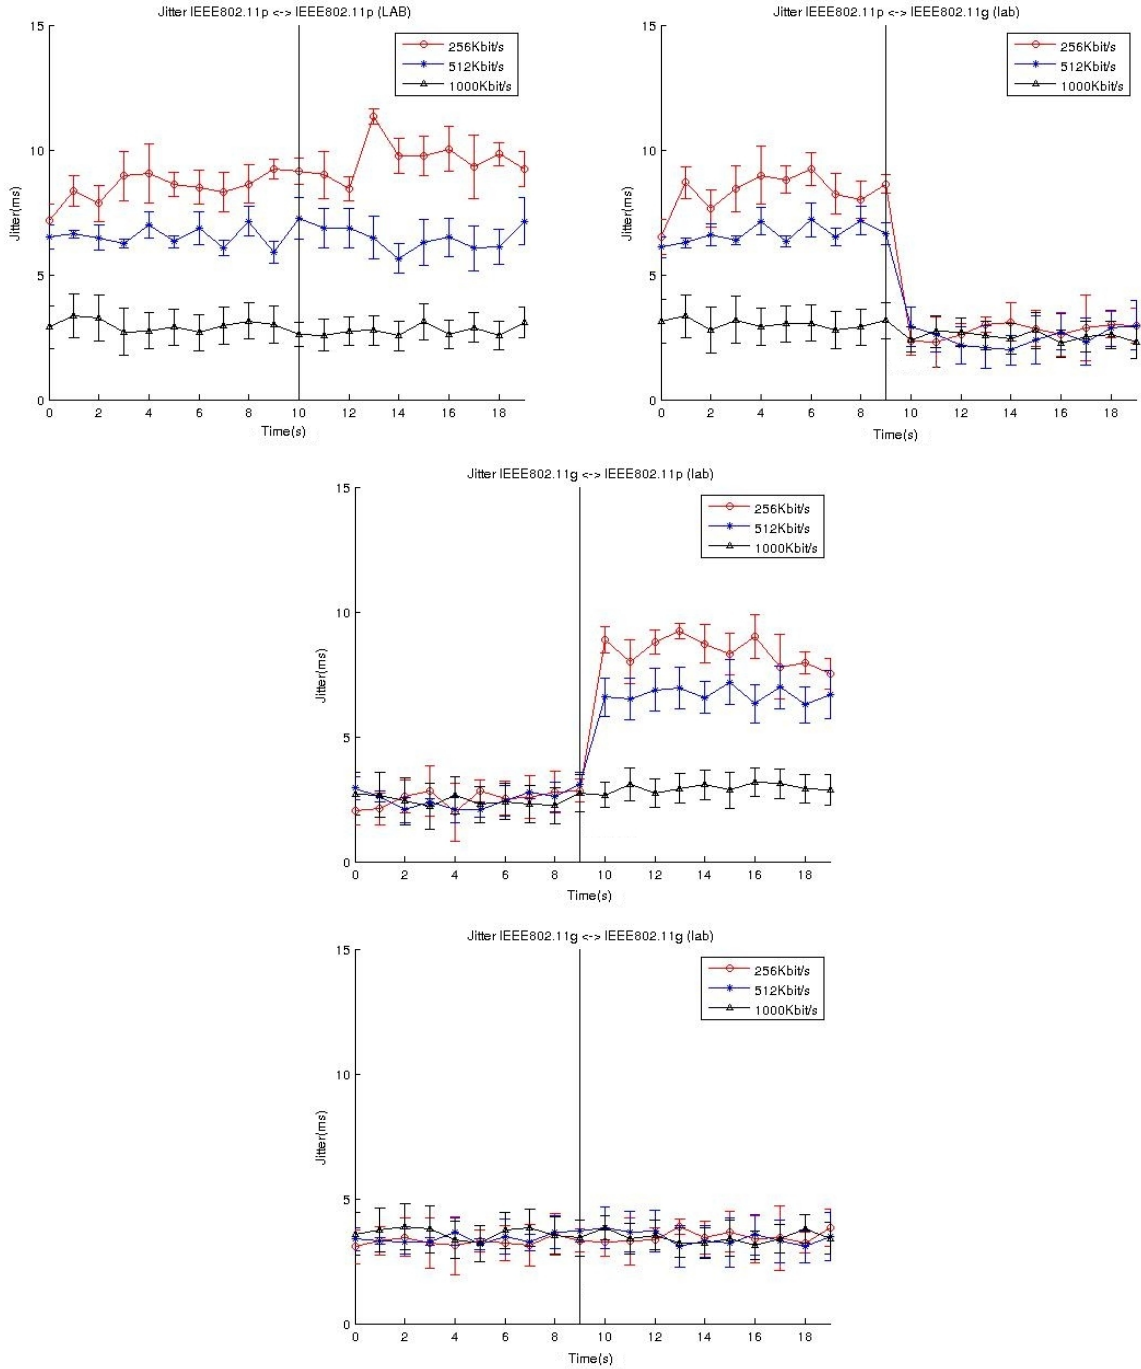 Jitter IEEE802.11p <-> IEEE802.11p (LAB)
15
10
5
0
Jitter(ms)
256Kbit/s
512Kbit/s
1000Kbit/s
0 2 4 6 8 10 12 14 16 18
Time(s)
Jitter IEEE802.11p <-> IEEE802.11g (lab)
15
10
5
0
Jitter(ms)
256Kbit/s
512Kbit/s
1000Kbit/s
0 2 4 6 8 10 12 14 16 18
Time(s)
Jitter IEEE802.11g <-> IEEE802.11p (lab)
15
10
5
0
Jitter(ms)
256Kbit/s
512Kbit/s
1000Kbit/s
0 2 4 6 8 10 12 14 16 18
Time(s)
Jitter IEEE802.11g <-> IEEE802.11g (lab)
15
10
5
0
Jitter(ms)
256Kbit/s
512Kbit/s
1000Kbit/s
0 2 4 6 8 10 12 14 16 18
Time(s)